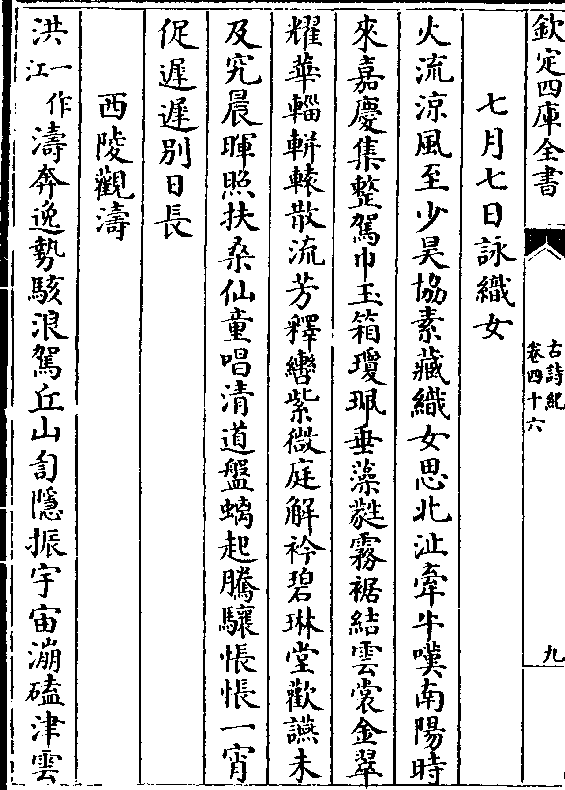 欽定四庫全書
古詩紀
卷四十六
九
七月七日詠織女
火流涼風至少昊協素藏織女思北沚牽牛嘆南陽時
來嘉慶集整駕巾玉箱瓊珮垂藻蕤霧裾結雲裳金翠
耀華輜軿轅散流芳釋轡紫微庭解衿碧琳堂歡讌未
及究晨暉照扶桑仙童唱清道盤螭起騰驤悵悵一宵
促遲遲別日長
西陵觀濤
洪一作江濤奔逸勢駭浪駕丘山訇隱振宇宙漰磕津雲